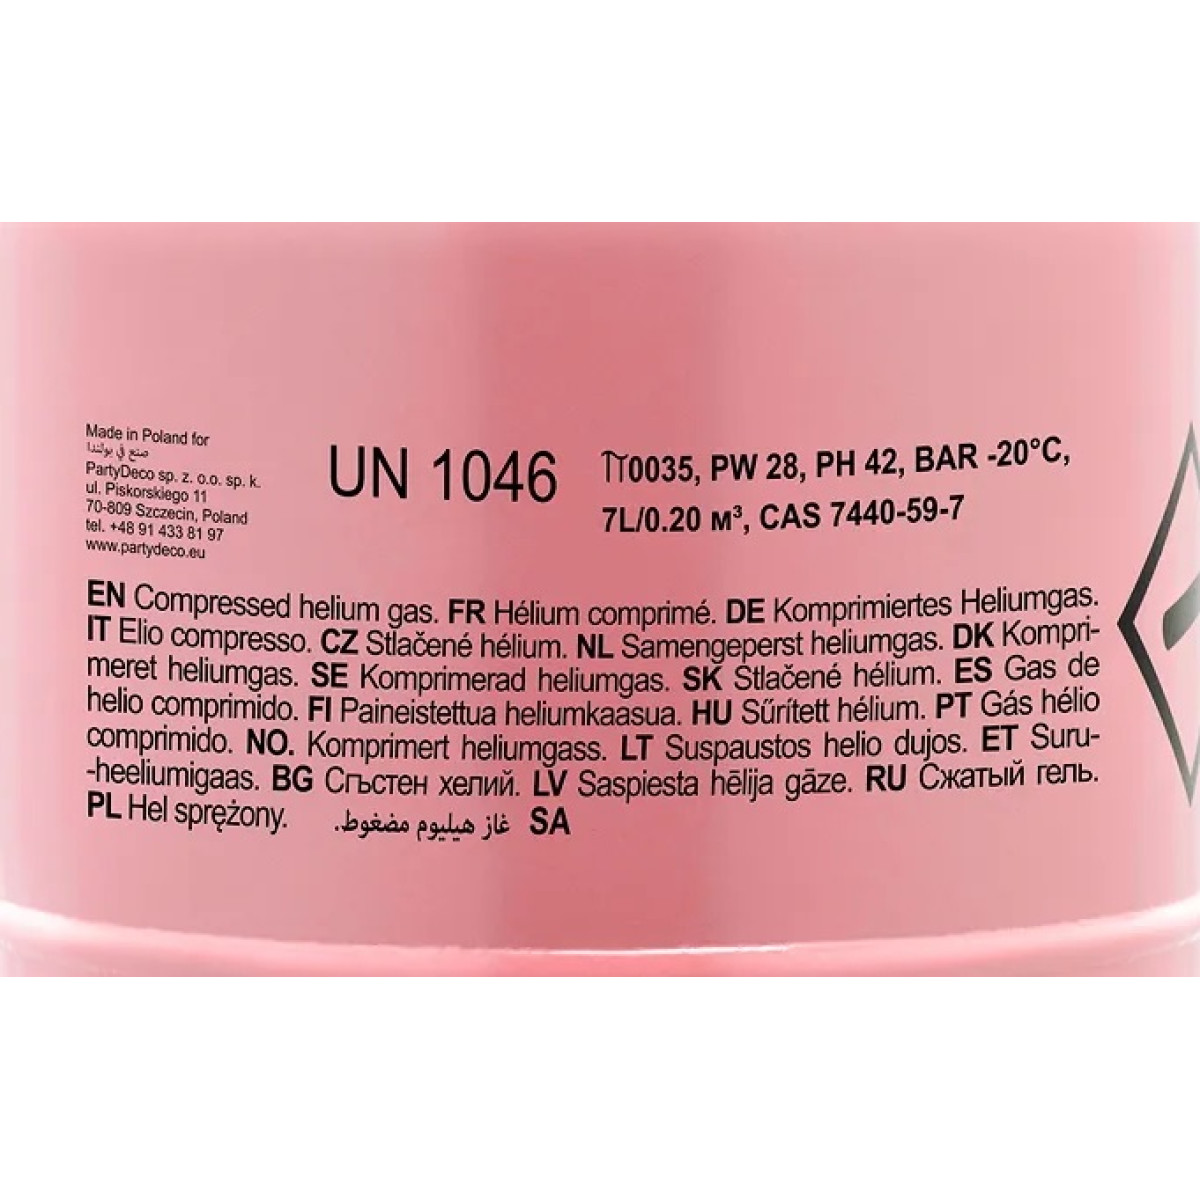 Made in Poland for
صنع في بولندا
PartyDeco sp. z. o.o. sp. k.
ul. Piskorskiego 11
70-809 Szczecin, Poland
tel. +48 91 433 81 97
www.partydeco.eu
UN 1046
π0035, PW 28, PH 42, BAR -20°C,
7L/0.20 м³, CAS 7440-59-7
EN Compressed helium gas. FR Hélium comprimé. DE Komprimiertes Heliumgas.
IT Elio compresso. CZ Stlačené hélium. NL Samengeperst heliumgas. DK Kompri-
meret heliumgas. SE Komprimerad heliumgas. SK Stlačené hélium. ES Gas de
helio comprimido. FI Paineistettua heliumkaasua. HU Sűrített hélium. PT Gás hélio
comprimido. NO. Komprimert heliumgass. LT Suspaustos helio dujos. ET Suru-
-heeliumigaas. BG Сгъстен хелий. LV Saspiesta hēlija gāze. RU Сжатый гель.
PL Hel sprężony. غاز هيليوم مضغوط. SA